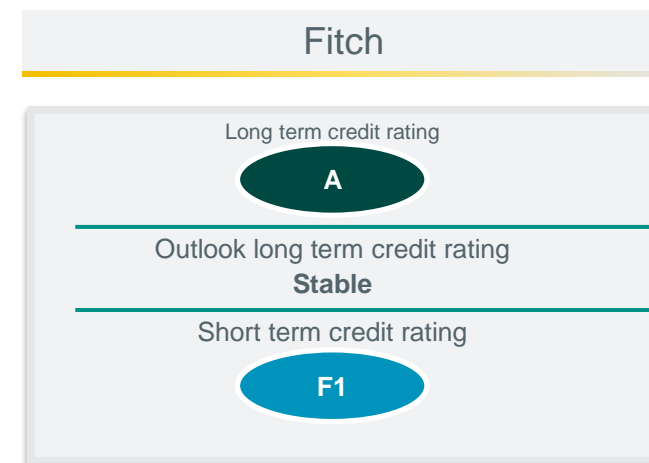 Fitch
Long term credit rating
A
Outlook long term credit rating
Stable
Short term credit rating
F1